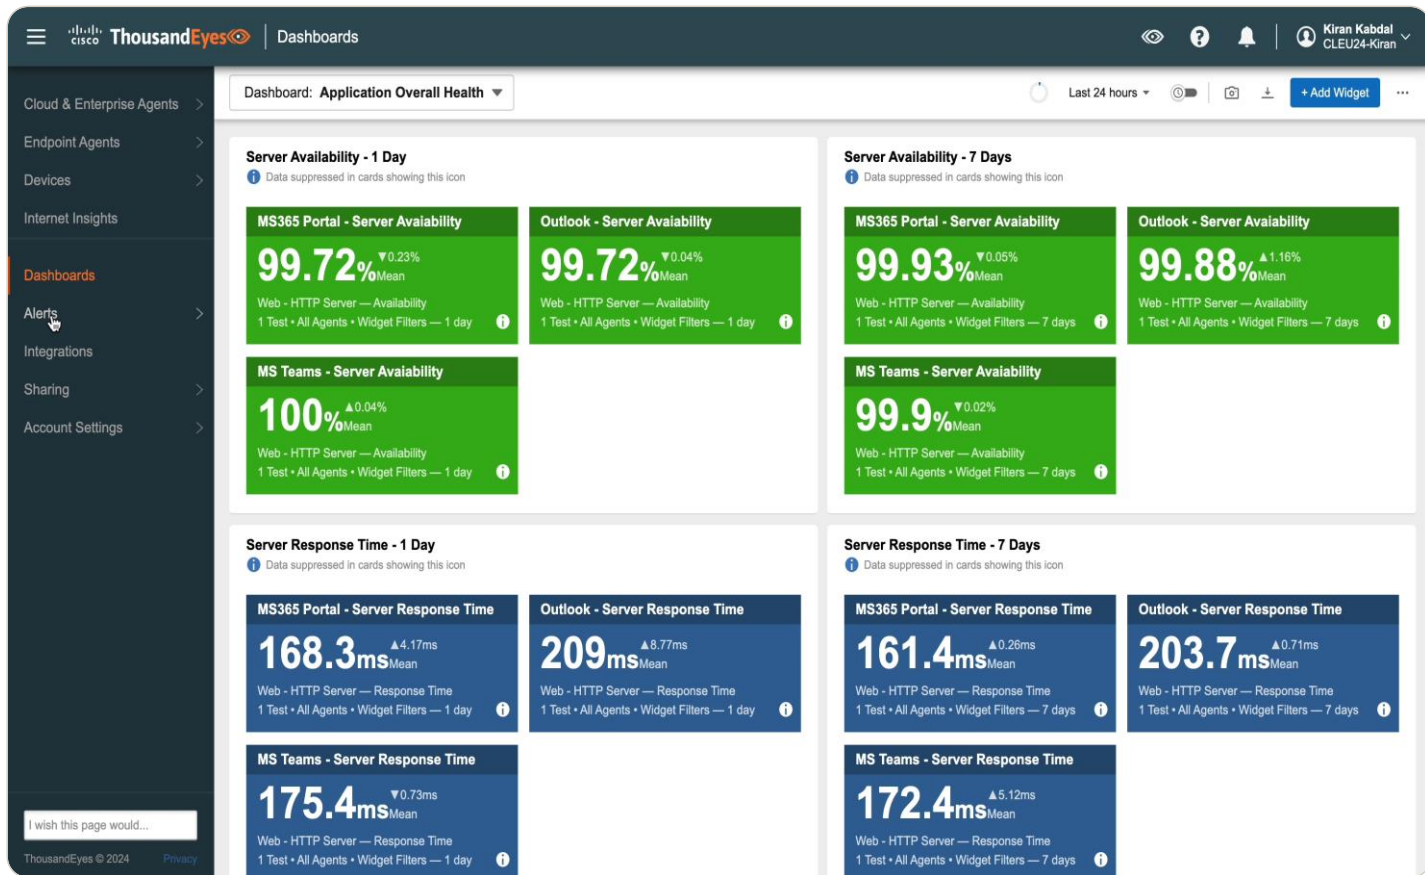 cisco ThousandEyes Dashboards
Kiran Kabdal
CLEU24-Kiran
Cloud & Enterprise Agents
Endpoint Agents
Devices
Internet Insights
Dashboards
Alerts
Integrations
Sharing
Account Settings
I wish this page would...
ThousandEyes © 2024 Privacy
Dashboard: Application Overall Health
Last 24 hours
+ Add Widget
Server Availability - 1 Day
Data suppressed in cards showing this icon
MS365 Portal - Server Avaiability
99.72% ▼0.23%
Mean
Web - HTTP Server — Availability
1 Test • All Agents • Widget Filters — 1 day
Outlook - Server Avaiability
99.72% ▼0.04%
Mean
Web - HTTP Server — Availability
1 Test • All Agents • Widget Filters — 1 day
MS Teams - Server Avaiability
100% ▲0.04%
Mean
Web - HTTP Server — Availability
1 Test • All Agents • Widget Filters — 1 day
Server Availability - 7 Days
Data suppressed in cards showing this icon
MS365 Portal - Server Avaiability
99.93% ▼0.05%
Mean
Web - HTTP Server — Availability
1 Test • All Agents • Widget Filters — 7 days
Outlook - Server Avaiability
99.88% ▲1.16%
Mean
Web - HTTP Server — Availability
1 Test • All Agents • Widget Filters — 7 days
MS Teams - Server Avaiability
99.9% ▼0.02%
Mean
Web - HTTP Server — Availability
1 Test • All Agents • Widget Filters — 7 days
Server Response Time - 1 Day
Data suppressed in cards showing this icon
MS365 Portal - Server Response Time
168.3ms ▲4.17ms
Mean
Web - HTTP Server — Response Time
1 Test • All Agents • Widget Filters — 1 day
Outlook - Server Response Time
209ms ▲8.77ms
Mean
Web - HTTP Server — Response Time
1 Test • All Agents • Widget Filters — 1 day
MS Teams - Server Response Time
175.4ms ▼0.73ms
Mean
Web - HTTP Server — Response Time
1 Test • All Agents • Widget Filters — 1 day
Server Response Time - 7 Days
Data suppressed in cards showing this icon
MS365 Portal - Server Response Time
161.4ms ▲0.26ms
Mean
Web - HTTP Server — Response Time
1 Test • All Agents • Widget Filters — 7 days
Outlook - Server Response Time
203.7ms ▲0.71ms
Mean
Web - HTTP Server — Response Time
1 Test • All Agents • Widget Filters — 7 days
MS Teams - Server Response Time
172.4ms ▲5.12ms
Mean
Web - HTTP Server — Response Time
1 Test • All Agents • Widget Filters — 7 days